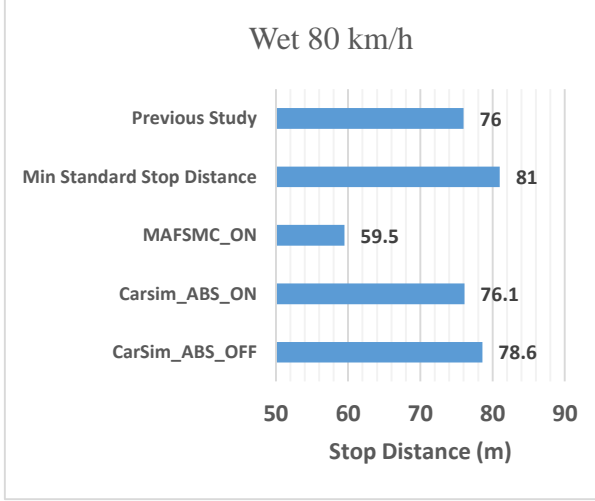 Wet 80 km/h
Previous Study 76
Min Standard Stop Distance 81
MAFSMC_ON 59.5
Carsim_ABS_ON 76.1
CarSim_ABS_OFF 78.6
50 60 70 80 90
Stop Distance (m)